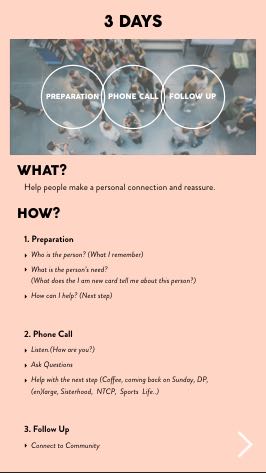 3 DAYS
PREPARATION PHONE CALL FOLLOW UP
WHAT?
Help people make a personal connection and reassure.
HOW?
1. Preparation
Who is the person? (What I remember)
What is the person's need?
(What does the I am new card tell me about this person?)
How can I help? (Next step)
2. Phone Call
Listen.(How are you?)
Ask Questions
Help with the next step (Coffee, coming back on Sunday, DP,
(en)large, Sisterhood, NTCP, Sports Life..)
3. Follow Up
Connect to Community